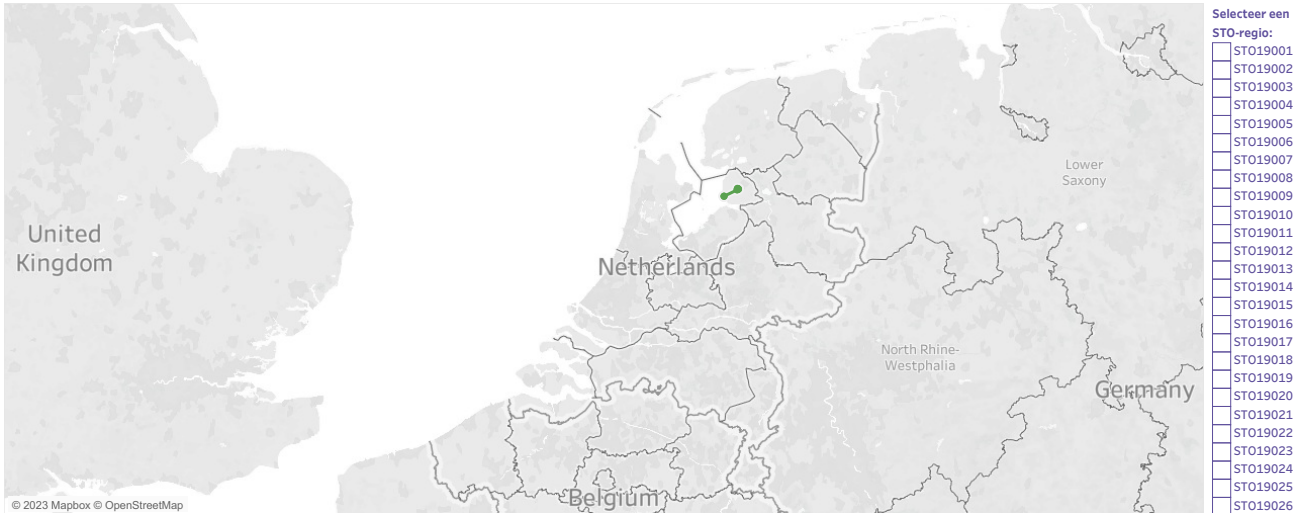 Selecteer een
STO-regio:
STO19001
STO19002
STO19003
STO19004
STO19005
STO19006
STO19007
STO19008
STO19009
STO19010
STO19011
STO19012
STO19013
STO19014
STO19015
STO19016
STO19017
STO19018
STO19019
STO19020
STO19021
STO19022
STO19023
STO19024
STO19025
STO19026
Lower
Saxony
United
Kingdom
Netherlands
North Rhine-
Westphalia
Germany
Belgium
© 2023 Mapbox © OpenStreetMap